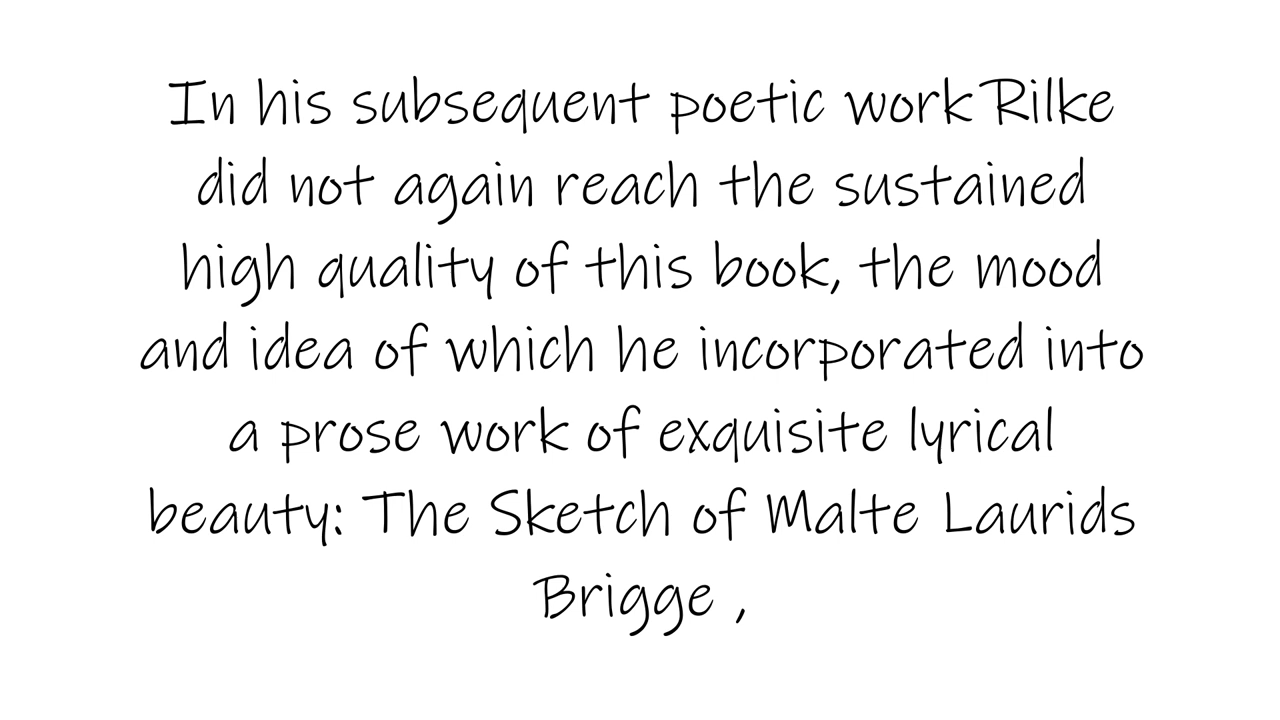 In his subsequent poetic work Rilke
did not again reach the sustained
high quality of this book, the mood
and idea of which he incorporated into
a prose work of exquisite lyrical
beauty: The Sketch of Malte Laurids
Brigge ,